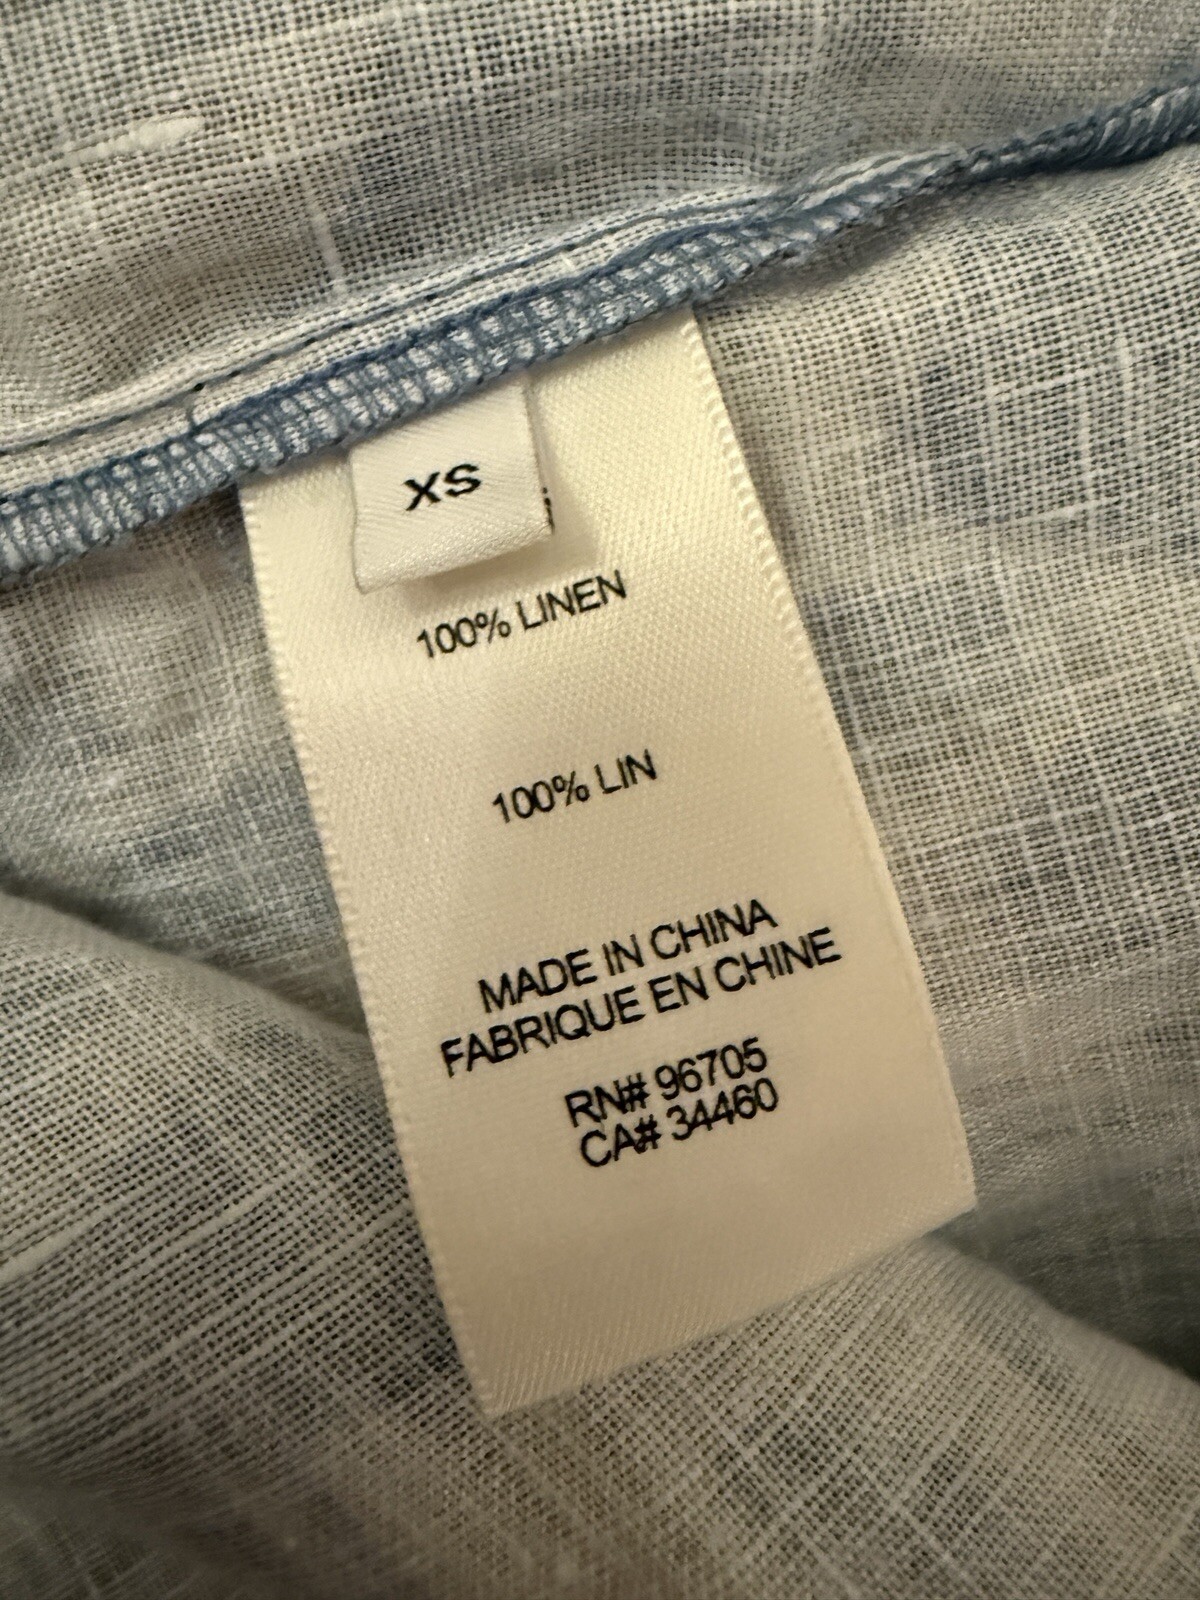 XS
100% LINEN
100% LIN
MADE IN CHINA
FABRIQUE EN CHINE
RN# 96705
CA# 34460